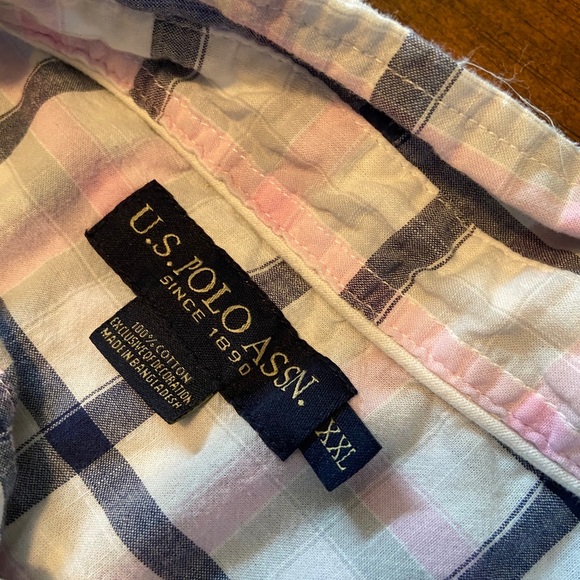 U.S. POLO ASSN.
SINCE 1890
100% COTTON
EXCLUSIVE OF DECORATION
MADE IN BANGLADESH
XXL